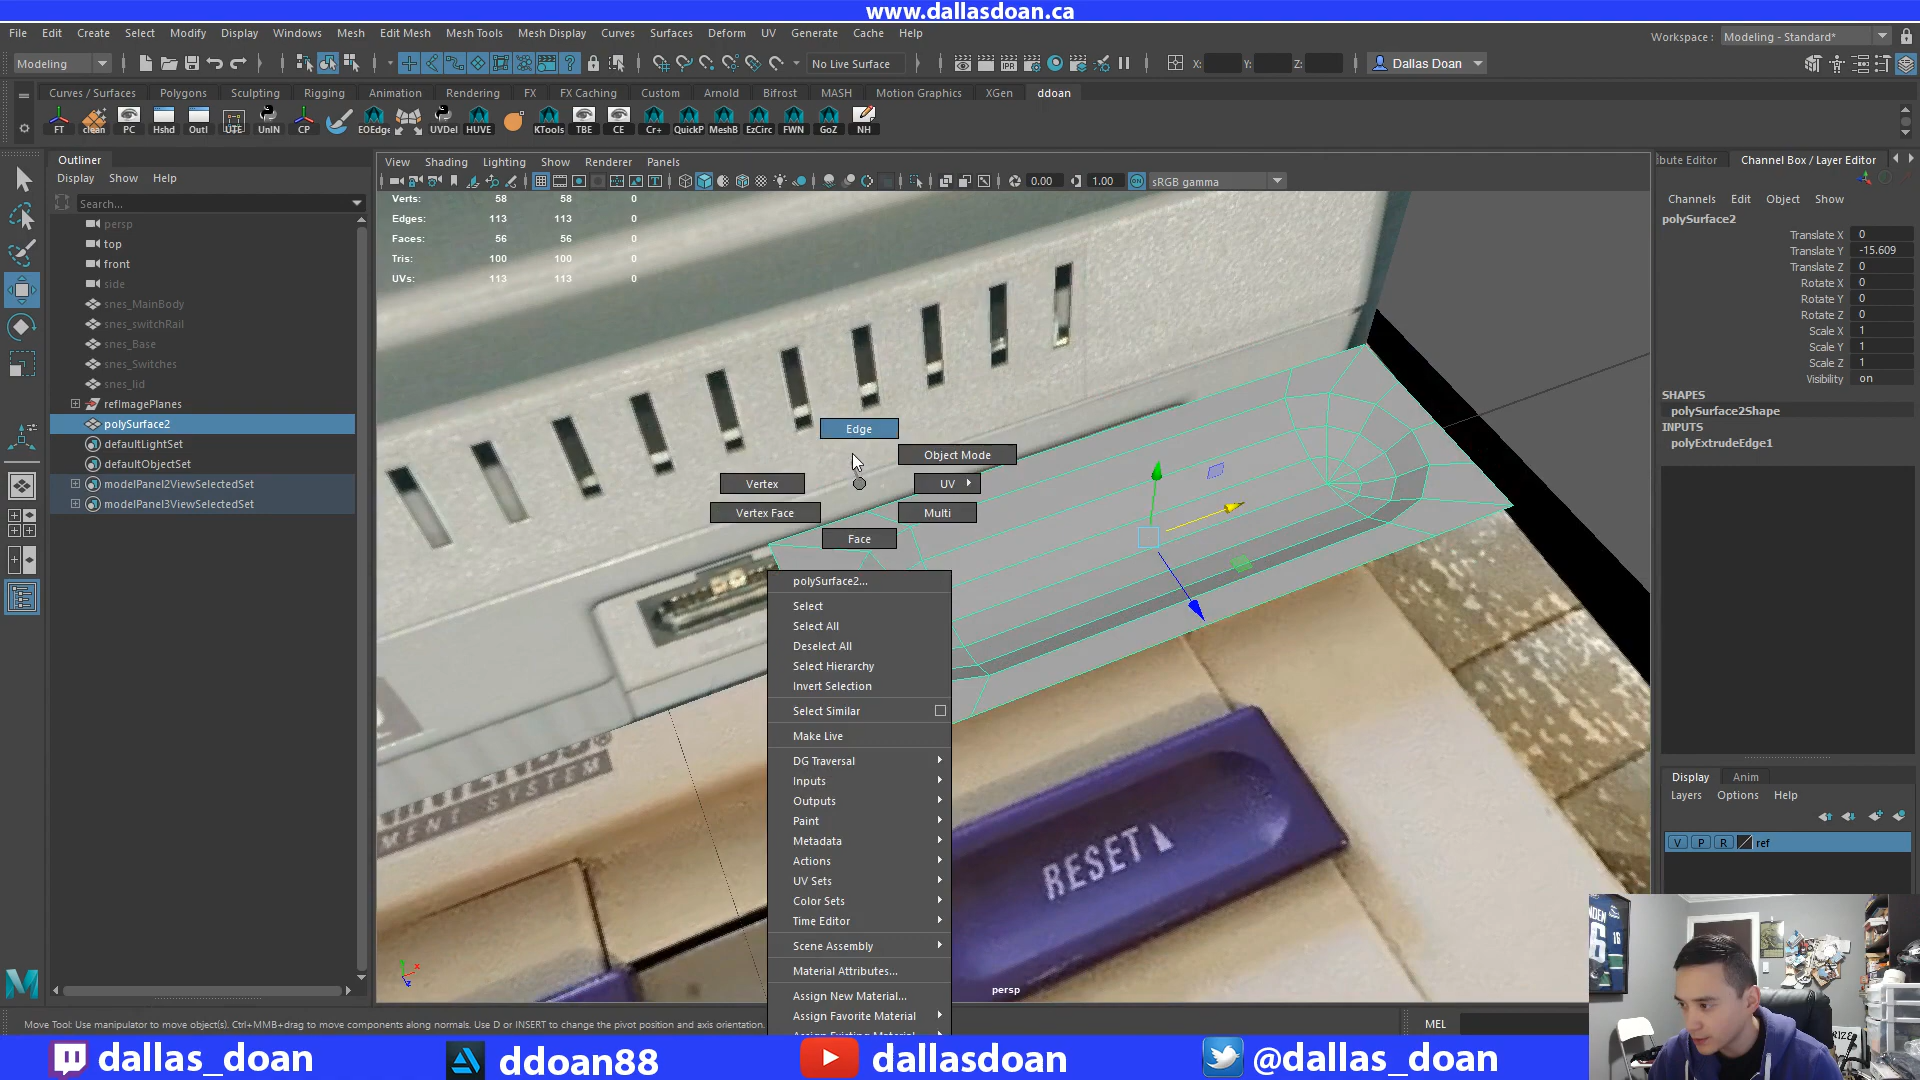 www.dallasdoan.ca
File Edit Create Select Modify Display Windows Mesh Edit Mesh Mesh Tools Mesh Display Curves Surfaces Deform UV Generate Cache Help
Workspace : Modeling - Standard*
Modeling No Live Surface X: Y: Z: Dallas Doan
Curves / Surfaces Polygons Sculpting Rigging Animation Rendering FX FX Caching Custom Arnold Bifrost MASH Motion Graphics XGen ddoan
FT clean PC Hshd Outl UTE UnIN CP EOEdge UVDel HUVE KTools TBE CE Cr+ QuickP MeshB EzCirc FWN GoZ NH
Outliner
Display Show Help
Search...
persp
top
front
side
snes_MainBody
snes_switchRail
snes_Base
snes_Switches
snes_lid
refImagePlanes
polySurface2
defaultLightSet
defaultObjectSet
modelPanel2ViewSelectedSet
modelPanel3ViewSelectedSet
View Shading Lighting Show Renderer Panels
0.00 1.00 sRGB gamma
Verts: 58 58 0
Edges: 113 113 0
Faces: 56 56 0
Tris: 100 100 0
UVs: 113 113 0
Edge
Object Mode
Vertex UV
Vertex Face Multi
Face
polySurface2...
Select
Select All
Deselect All
Select Hierarchy
Invert Selection
Select Similar
Make Live
DG Traversal
Inputs
Outputs
Paint
Metadata
Actions
UV Sets
Color Sets
Time Editor
Scene Assembly
Material Attributes...
Assign New Material...
Assign Favorite Material
Assign Existing Material
MENT SYSTEM
RESET
persp
bute Editor Channel Box / Layer Editor
Channels Edit Object Show
polySurface2
Translate X 0
Translate Y -15.609
Translate Z 0
Rotate X 0
Rotate Y 0
Rotate Z 0
Scale X 1
Scale Y 1
Scale Z 1
Visibility on
SHAPES
polySurface2Shape
INPUTS
polyExtrudeEdge1
Display Anim
Layers Options Help
V P R ref
Move Tool: Use manipulator to move object(s). Ctrl+MMB+drag to move components along normals. Use D or INSERT to change the pivot position and axis orientation.
MEL
dallas_doan ddoan88 dallasdoan @dallas_doan